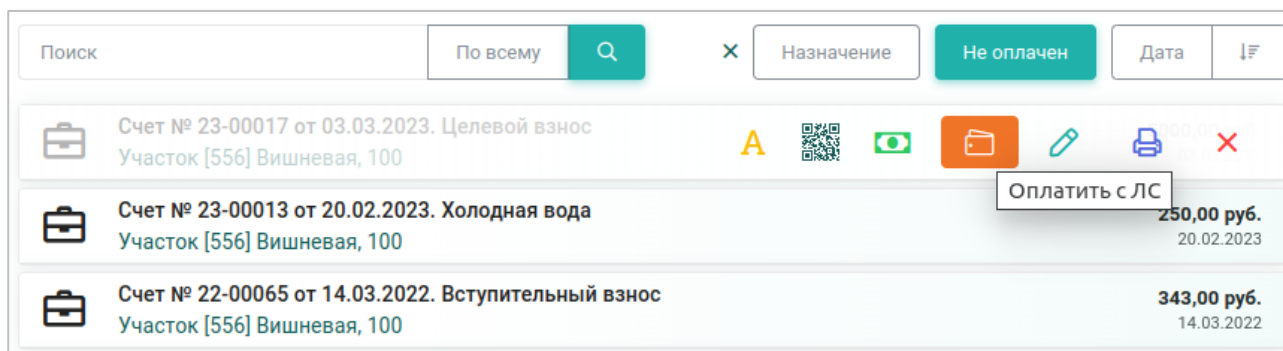 Поиск По всему Назначение Не оплачен Дата
Счет № 23-00017 от 03.03.2023. Целевой взнос
Участок [556] Вишневая, 100
A
Оплатить с ЛС
Счет № 23-00013 от 20.02.2023. Холодная вода 250,00 руб.
Участок [556] Вишневая, 100 20.02.2023
Счет № 22-00065 от 14.03.2022. Вступительный взнос 343,00 руб.
Участок [556] Вишневая, 100 14.03.2022